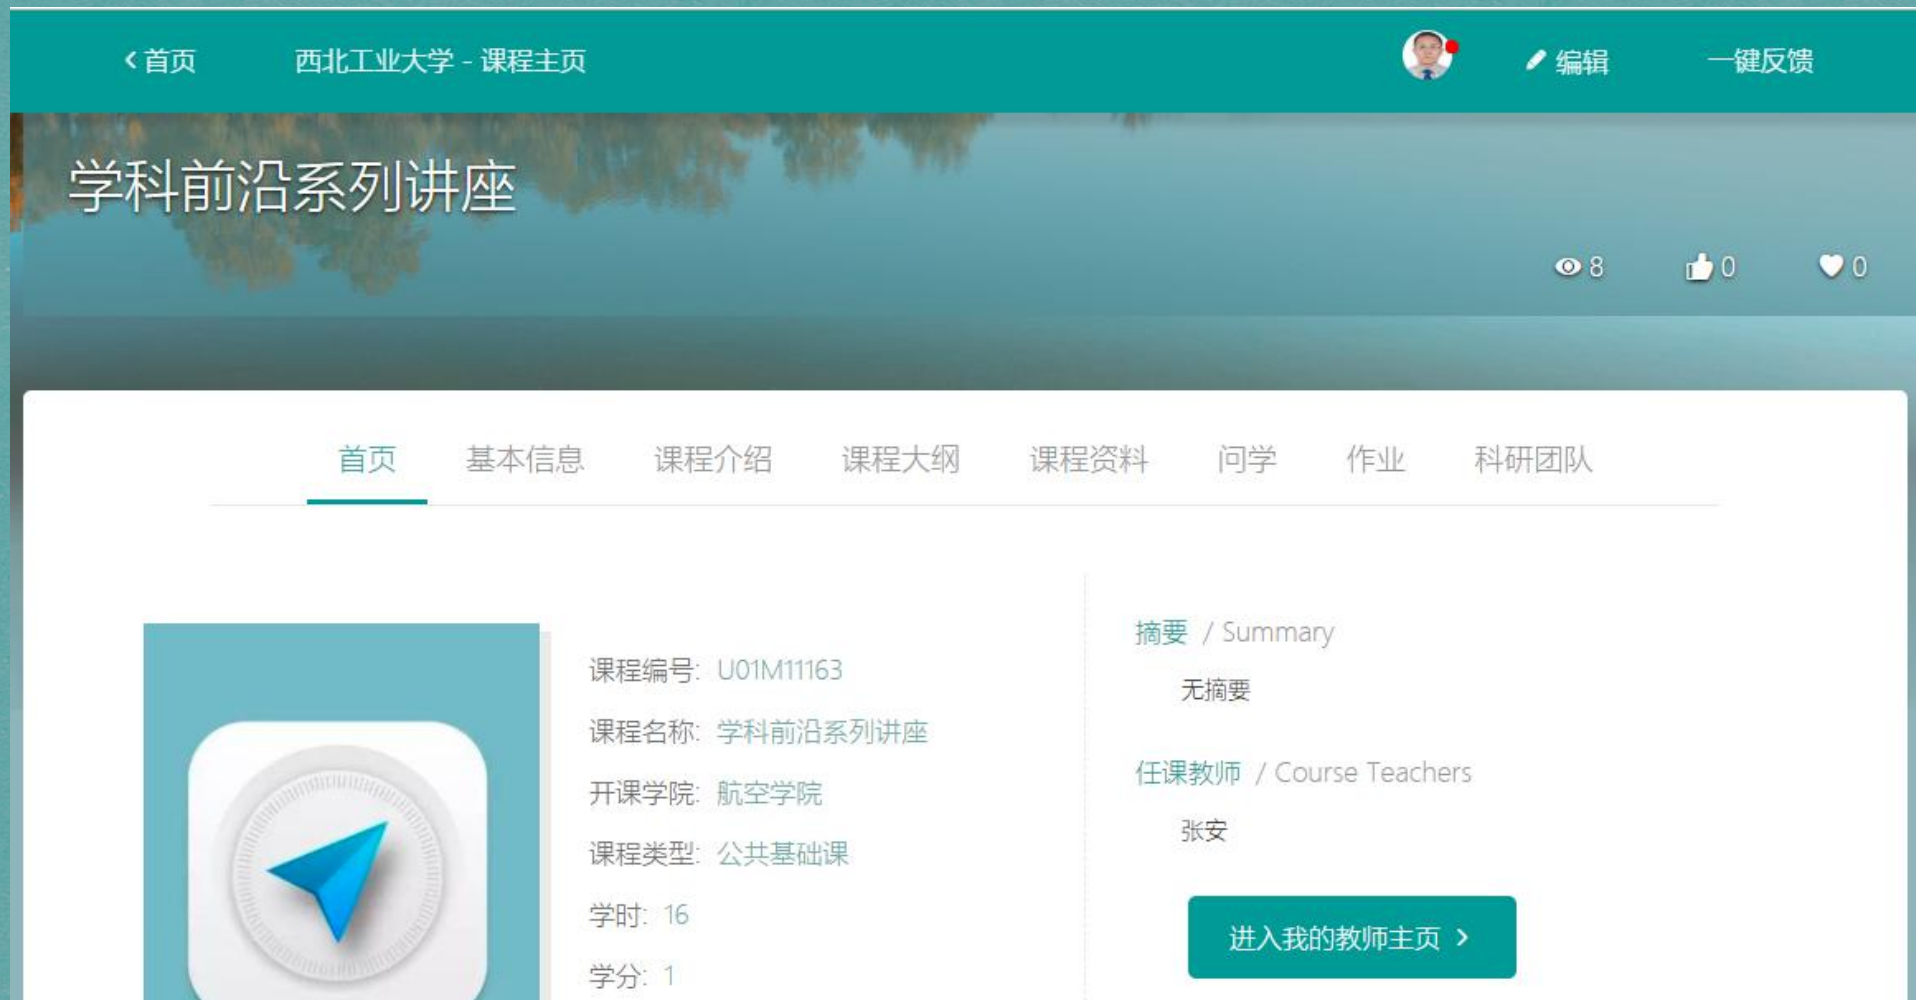 首页 西北工业大学 - 课程主页 编辑 一键反馈
学科前沿系列讲座
8 0 0
首页 基本信息 课程介绍 课程大纲 课程资料 问学 作业 科研团队
摘要 / Summary
无摘要
课程编号: U01M11163
课程名称: 学科前沿系列讲座
开课学院: 航空学院
课程类型: 公共基础课
学时: 16
学分: 1
任课教师 / Course Teachers
张安
进入我的教师主页